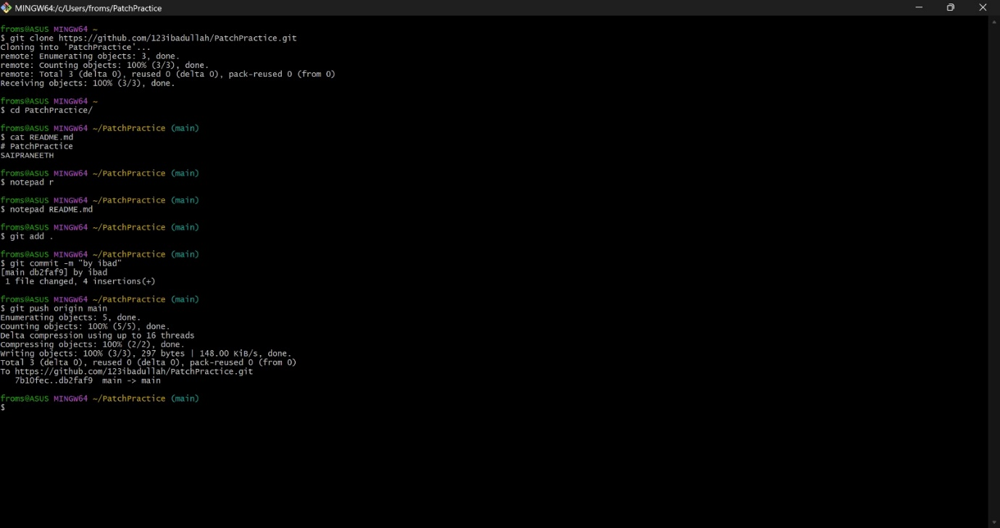 MINGW64:/c/Users/froms/PatchPractice
froms@ASUS MINGW64 ~
$ git clone https://github.com/123ibadullah/PatchPractice.git
Cloning into 'PatchPractice'...
remote: Enumerating objects: 3, done.
remote: Counting objects: 100% (3/3), done.
remote: Total 3 (delta 0), reused 0 (delta 0), pack-reused 0 (from 0)
Receiving objects: 100% (3/3), done.
froms@ASUS MINGW64 ~
$ cd PatchPractice/
froms@ASUS MINGW64 ~/PatchPractice (main)
$ cat README.md
# PatchPractice
SAIPRANEETH
froms@ASUS MINGW64 ~/PatchPractice (main)
$ notepad r
froms@ASUS MINGW64 ~/PatchPractice (main)
$ notepad README.md
froms@ASUS MINGW64 ~/PatchPractice (main)
$ git add .
froms@ASUS MINGW64 ~/PatchPractice (main)
$ git commit -m "by ibad"
[main db2faf9] by ibad
 1 file changed, 4 insertions(+)
froms@ASUS MINGW64 ~/PatchPractice (main)
$ git push origin main
Enumerating objects: 5, done.
Counting objects: 100% (5/5), done.
Delta compression using up to 16 threads
Compressing objects: 100% (2/2), done.
Writing objects: 100% (3/3), 297 bytes | 148.00 KiB/s, done.
Total 3 (delta 0), reused 0 (delta 0), pack-reused 0 (from 0)
To https://github.com/123ibadullah/PatchPractice.git
   7b10fec..db2faf9  main -> main
froms@ASUS MINGW64 ~/PatchPractice (main)
$